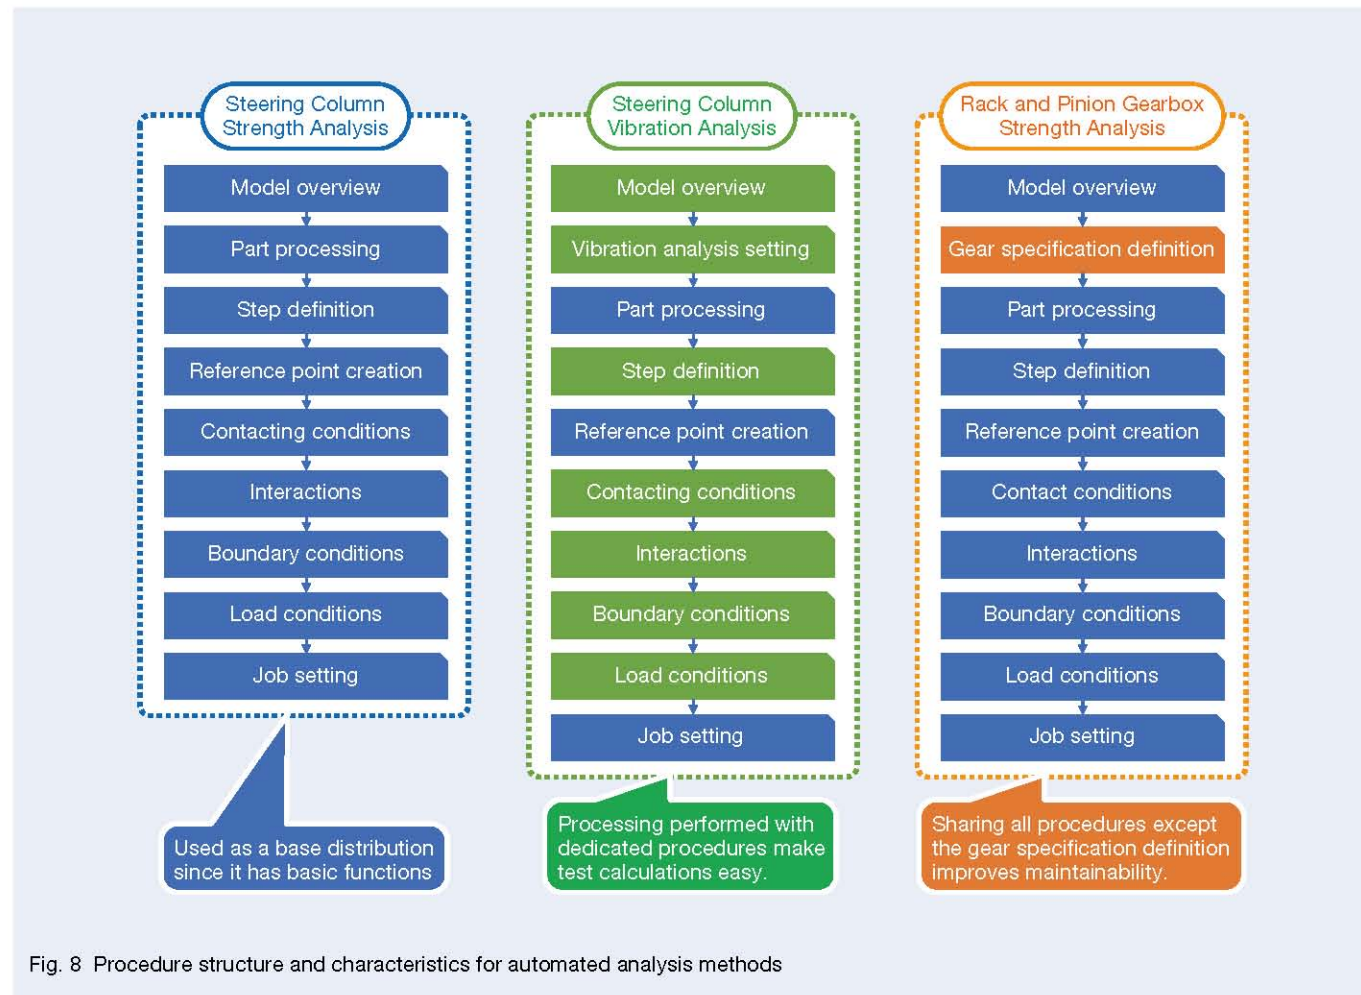 Steering Column
Strength Analysis
Model overview
Part processing
Step definition
Reference point creation
Contacting conditions
Interactions
Boundary conditions
Load conditions
Job setting
Used as a base distribution
since it has basic functions
Steering Column
Vibration Analysis
Model overview
Vibration analysis setting
Part processing
Step definition
Reference point creation
Contacting conditions
Interactions
Boundary conditions
Load conditions
Job setting
Processing performed with
dedicated procedures make
test calculations easy.
Rack and Pinion Gearbox
Strength Analysis
Model overview
Gear specification definition
Part processing
Step definition
Reference point creation
Contact conditions
Interactions
Boundary conditions
Load conditions
Job setting
Sharing all procedures except
the gear specification definition
improves maintainability.
Fig. 8 Procedure structure and characteristics for automated analysis methods